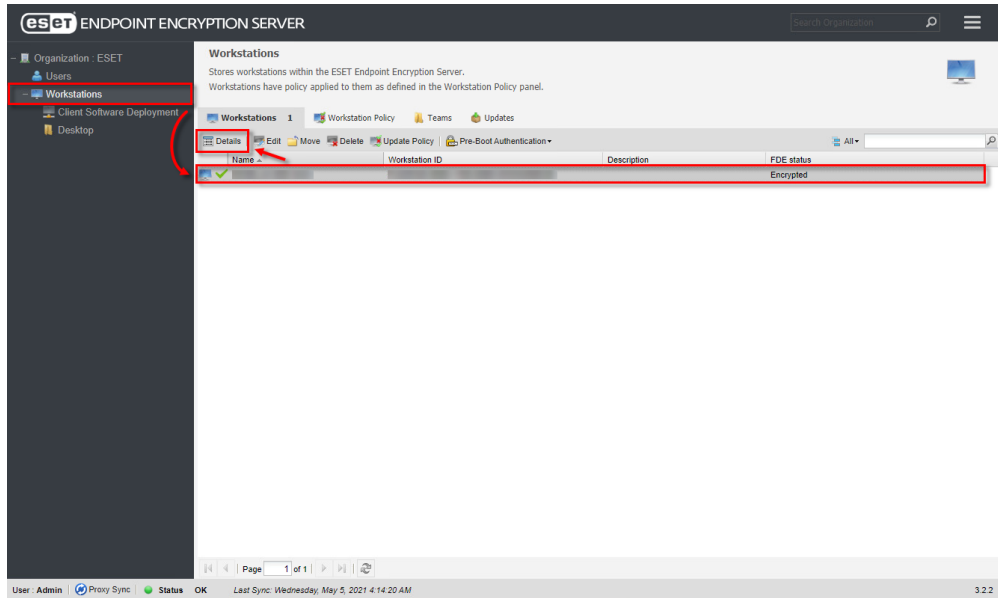 eset ENDPOINT ENCRYPTION SERVER
Search Organization
Organization : ESET
Users
Workstations
Client Software Deployment
Desktop
Workstations
Stores workstations within the ESET Endpoint Encryption Server.
Workstations have policy applied to them as defined in the Workstation Policy panel.
Workstations 1 Workstation Policy Teams Updates
Details Edit Move Delete Update Policy Pre-Boot Authentication All
Name Workstation ID Description FDE status
Encrypted
Page 1 of 1
User : Admin Proxy Sync Status OK Last Sync: Wednesday, May 5, 2021 4:14:20 AM 3.2.2